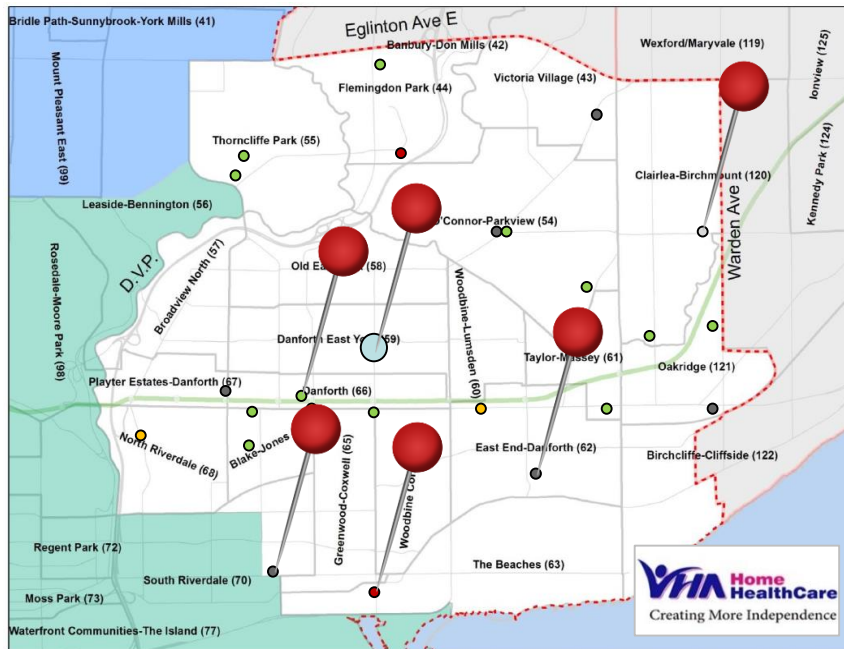 Bridle Path-Sunnybrook-York Mills (41)
Eglinton Ave E
Banbury-Don Mills (42)
Wexford/Maryvale (119)
Ionview (125)
Mount Pleasant East (99)
Flemingdon Park (44)
Victoria Village (43)
Kennedy Park (124)
Thorncliffe Park (55)
Clairlea-Birchmount (120)
Leaside-Bennington (56)
O'Connor-Parkview (54)
Warden Ave
D.V.P.
Broadview North (57)
Old Ea (58)
Rosedale-Moore Park (98)
Danforth East Yo 59)
Woodbine-Lumsden (60)
Taylor-Massey (61)
Oakridge (121)
Playter Estates-Danforth (67)
Danforth (66)
North Riverdale (68)
Blake-Jones
Greenwood-Coxwell (65)
Woodbine Cor
East End-Danforth (62)
Birchcliffe-Cliffside (122)
Regent Park (72)
South Riverdale (70)
The Beaches (63)
Moss Park (73)
Waterfront Communities-The Island (77)
VHA Home
HealthCare
Creating More Independence